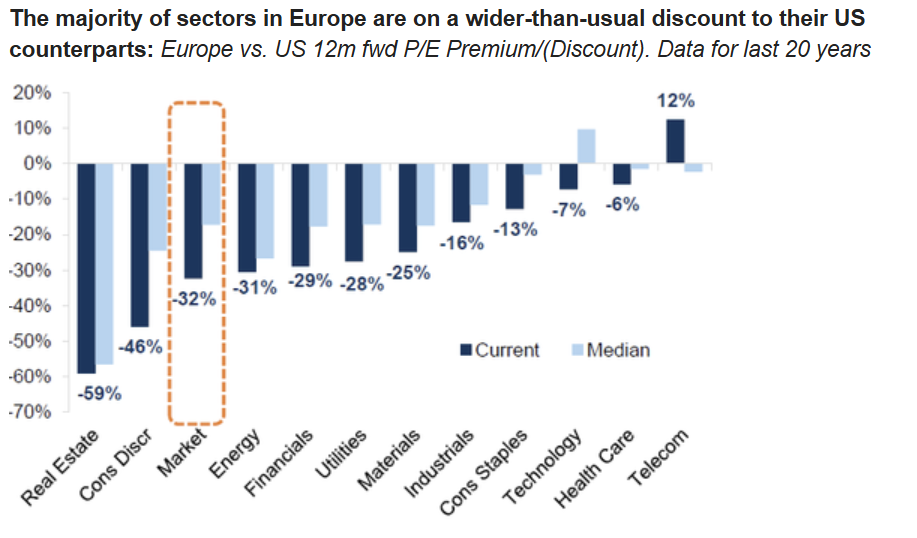 The majority of sectors in Europe are on a wider-than-usual discount to their US
counterparts: Europe vs. US 12m fwd P/E Premium/(Discount). Data for last 20 years
20%
10%
0%
-10%
-20%
-30%
-40%
-50%
-60%
-70%
-59%
-46%
-32%
-31%
-29%
-28%
-25%
-16%
-13%
-7%
-6%
12%
Current
Median
Real Estate
Cons Discr
Market
Energy
Financials
Utilities
Materials
Industrials
Cons Staples
Technology
Health Care
Telecom